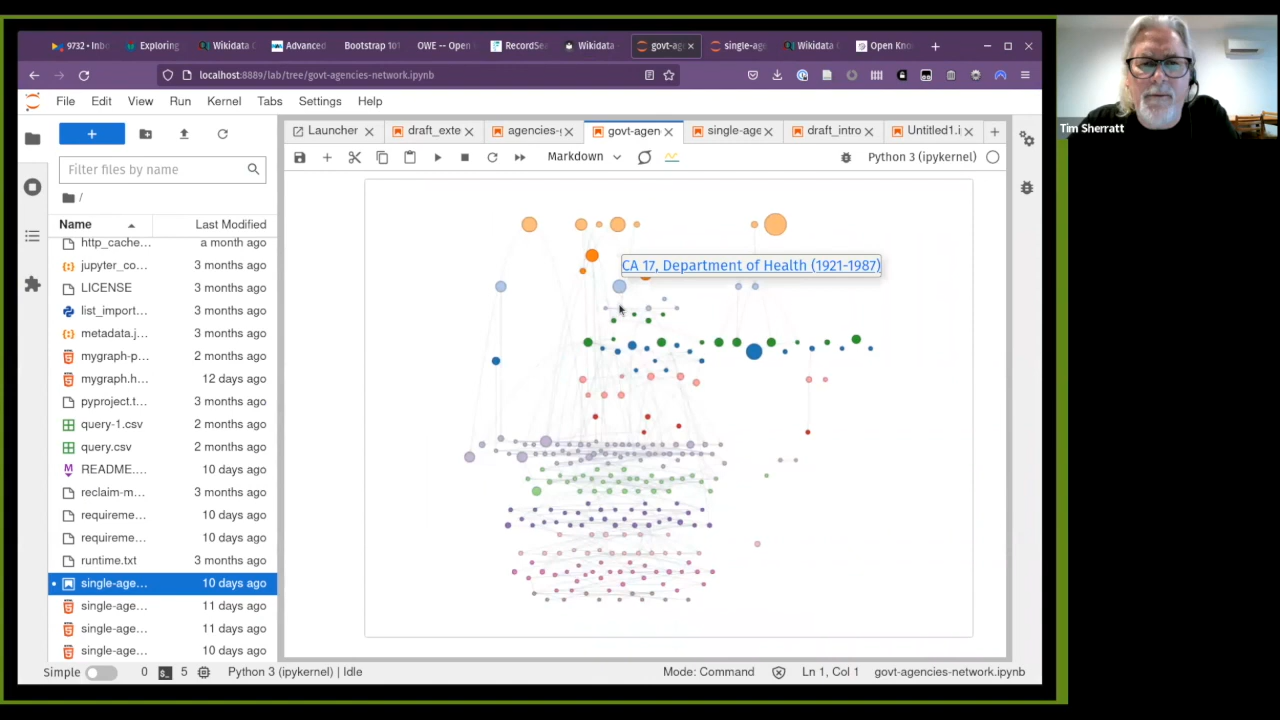 9732 • Inb
Exploring
Wikidata
Advanced
Bootstrap 101
OWE -- Open
RecordSea
Wikidata
govt-ag
single-age
Wikidata
Open Kno
localhost:8889/lab/tree/govt-agencies-network.ipynb
File
Edit
View
Run
Kernel
Tabs
Settings
Help
Tim Sherratt
Launcher
draft_exte
agencies-
govt-agen
single-age
draft_intro
Untitled1.i
Markdown
Python 3 (ipykernel)
Filter files by name
/
Name
Last Modified
http_cache… a month ago
jupyter_co… 3 months ago
LICENSE 3 months ago
list_import… 3 months ago
metadata.j… 3 months ago
mygraph-p… 2 months ago
mygraph.h… 12 days ago
pyproject.t… 3 months ago
query-1.csv 2 months ago
query.csv 2 months ago
README.… 10 days ago
reclaim-m… 3 months ago
requireme… 10 days ago
requireme… 10 days ago
runtime.txt 3 months ago
single-age… 10 days ago
single-age… 11 days ago
single-age… 11 days ago
single-age… 10 days ago
CA 17, Department of Health (1921-1987)
Simple
0
5
Python 3 (ipykernel) | Idle
Mode: Command
Ln 1, Col 1
govt-agencies-network.ipynb